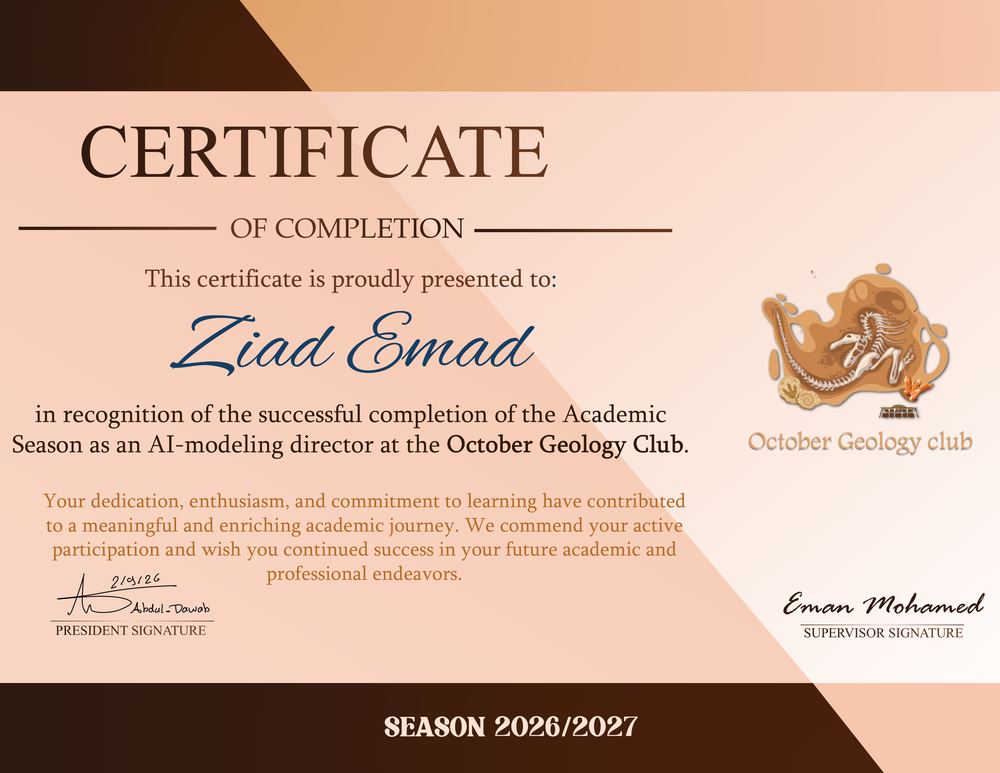 CERTIFICATE
OF COMPLETION
This certificate is proudly presented to:
Ziad Emad
in recognition of the successful completion of the Academic
Season as an AI-modeling director at the October Geology Club.
October Geology club
Your dedication, enthusiasm, and commitment to learning have contributed
to a meaningful and enriching academic journey. We commend your active
participation and wish you continued success in your future academic and
professional endeavors.
2/9/26
Abdul-Dawab
PRESIDENT SIGNATURE
Eman Mohamed
SUPERVISOR SIGNATURE
SEASON 2026/2027